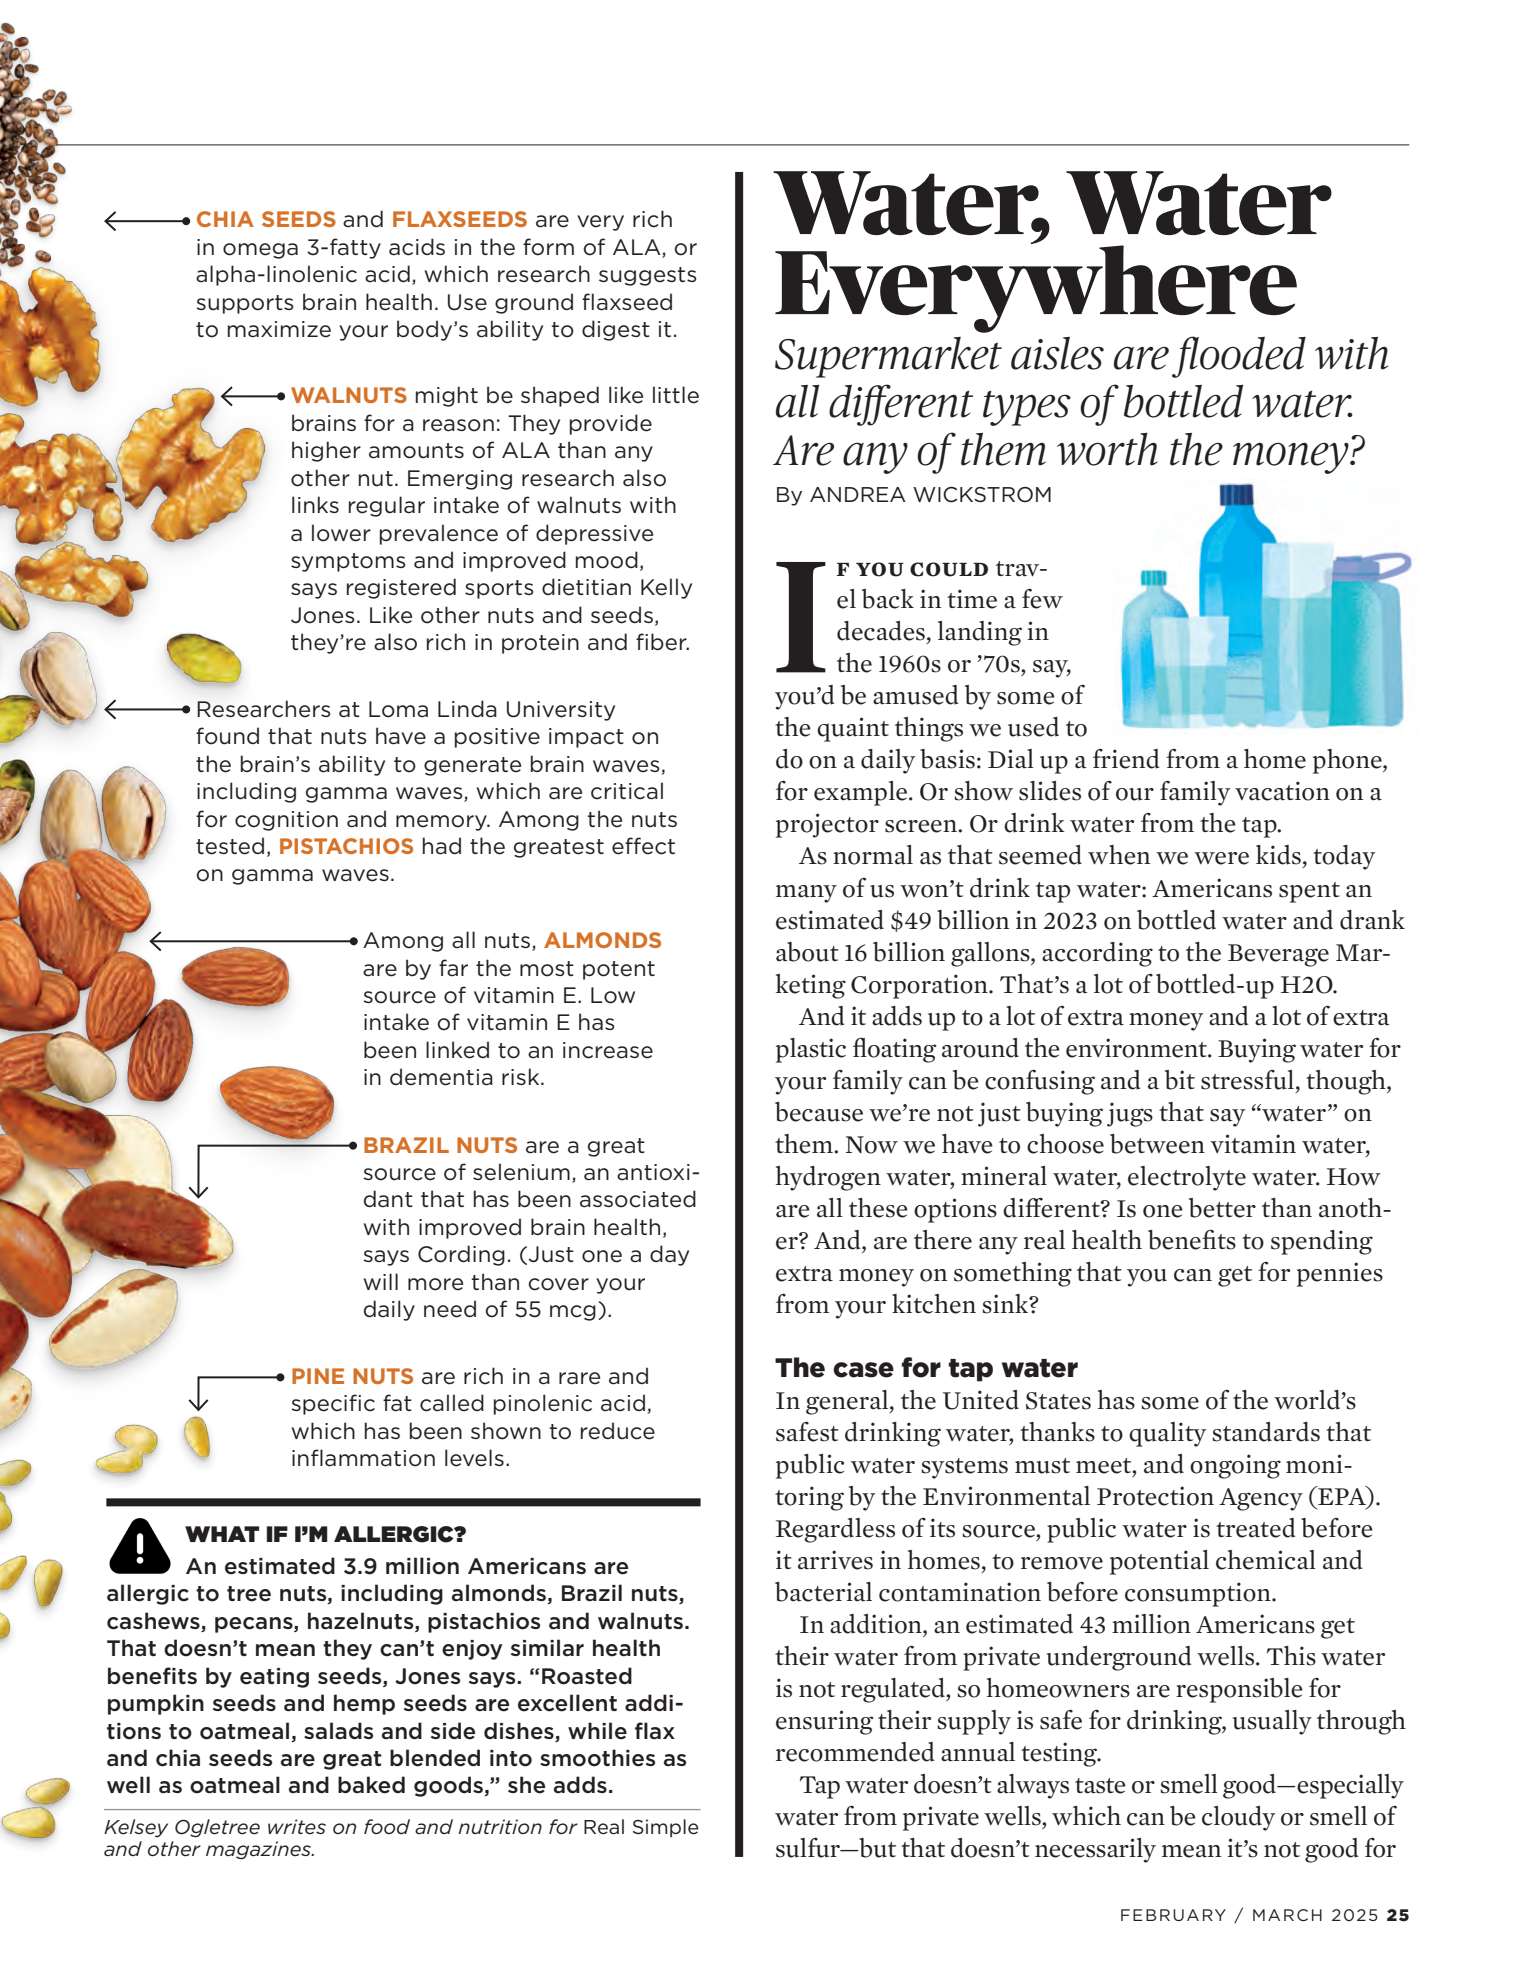 CHIA SEEDS and FLAXSEEDS are very rich
in omega 3-fatty acids in the form of ALA, or
alpha-linolenic acid, which research suggests
supports brain health. Use ground flaxseed
to maximize your body’s ability to digest it.
WALNUTS might be shaped like little
brains for a reason: They provide
higher amounts of ALA than any
other nut. Emerging research also
links regular intake of walnuts with
a lower prevalence of depressive
symptoms and improved mood,
says registered sports dietitian Kelly
Jones. Like other nuts and seeds,
they’re also rich in protein and fiber.
Researchers at Loma Linda University
found that nuts have a positive impact on
the brain’s ability to generate brain waves,
including gamma waves, which are critical
for cognition and memory. Among the nuts
tested, PISTACHIOS had the greatest effect
on gamma waves.
Among all nuts, ALMONDS
are by far the most potent
source of vitamin E. Low
intake of vitamin E has
been linked to an increase
in dementia risk.
BRAZIL NUTS are a great
source of selenium, an antioxi-
dant that has been associated
with improved brain health,
says Cording. (Just one a day
will more than cover your
daily need of 55 mcg).
PINE NUTS are rich in a rare and
specific fat called pinolenic acid,
which has been shown to reduce
inflammation levels.
WHAT IF I’M ALLERGIC?
An estimated 3.9 million Americans are
allergic to tree nuts, including almonds, Brazil nuts,
cashews, pecans, hazelnuts, pistachios and walnuts.
That doesn’t mean they can’t enjoy similar health
benefits by eating seeds, Jones says. “Roasted
pumpkin seeds and hemp seeds are excellent addi-
tions to oatmeal, salads and side dishes, while flax
and chia seeds are great blended into smoothies as
well as oatmeal and baked goods,” she adds.
Kelsey Ogletree writes on food and nutrition for Real Simple
and other magazines.
Water, Water
Everywhere
Supermarket aisles are flooded with
all different types of bottled water.
Are any of them worth the money?
By ANDREA WICKSTROM
IF YOU COULD trav-
el back in time a few
decades, landing in
the 1960s or ’70s, say,
you’d be amused by some of
the quaint things we used to
do on a daily basis: Dial up a friend from a home phone,
for example. Or show slides of our family vacation on a
projector screen. Or drink water from the tap.
As normal as that seemed when we were kids, today
many of us won’t drink tap water: Americans spent an
estimated $49 billion in 2023 on bottled water and drank
about 16 billion gallons, according to the Beverage Mar-
keting Corporation. That’s a lot of bottled-up H2O.
And it adds up to a lot of extra money and a lot of extra
plastic floating around the environment. Buying water for
your family can be confusing and a bit stressful, though,
because we’re not just buying jugs that say “water” on
them. Now we have to choose between vitamin water,
hydrogen water, mineral water, electrolyte water. How
are all these options different? Is one better than anoth-
er? And, are there any real health benefits to spending
extra money on something that you can get for pennies
from your kitchen sink?
The case for tap water
In general, the United States has some of the world’s
safest drinking water, thanks to quality standards that
public water systems must meet, and ongoing moni-
toring by the Environmental Protection Agency (EPA).
Regardless of its source, public water is treated before
it arrives in homes, to remove potential chemical and
bacterial contamination before consumption.
In addition, an estimated 43 million Americans get
their water from private underground wells. This water
is not regulated, so homeowners are responsible for
ensuring their supply is safe for drinking, usually through
recommended annual testing.
Tap water doesn’t always taste or smell good—especially
water from private wells, which can be cloudy or smell of
sulfur—but that doesn’t necessarily mean it’s not good for
FEBRUARY / MARCH 2025 25